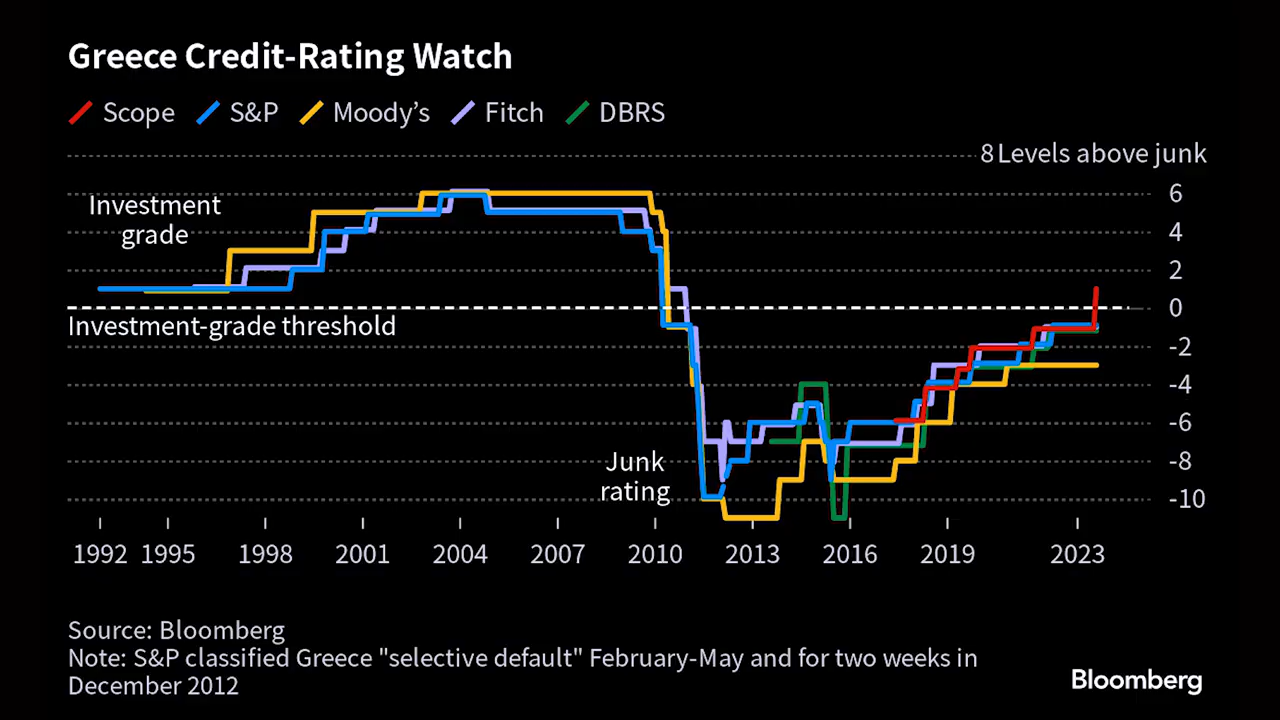 Greece Credit-Rating Watch
Scope S&P Moody's Fitch DBRS
8 Levels above junk
6
Investment
grade
4
2
0
Investment-grade threshold
-2
-4
-6
Junk
rating
-8
-10
1992 1995 1998 2001 2004 2007 2010 2013 2016 2019 2023
Source: Bloomberg
Note: S&P classified Greece "selective default" February-May and for two weeks in
December 2012
Bloomberg